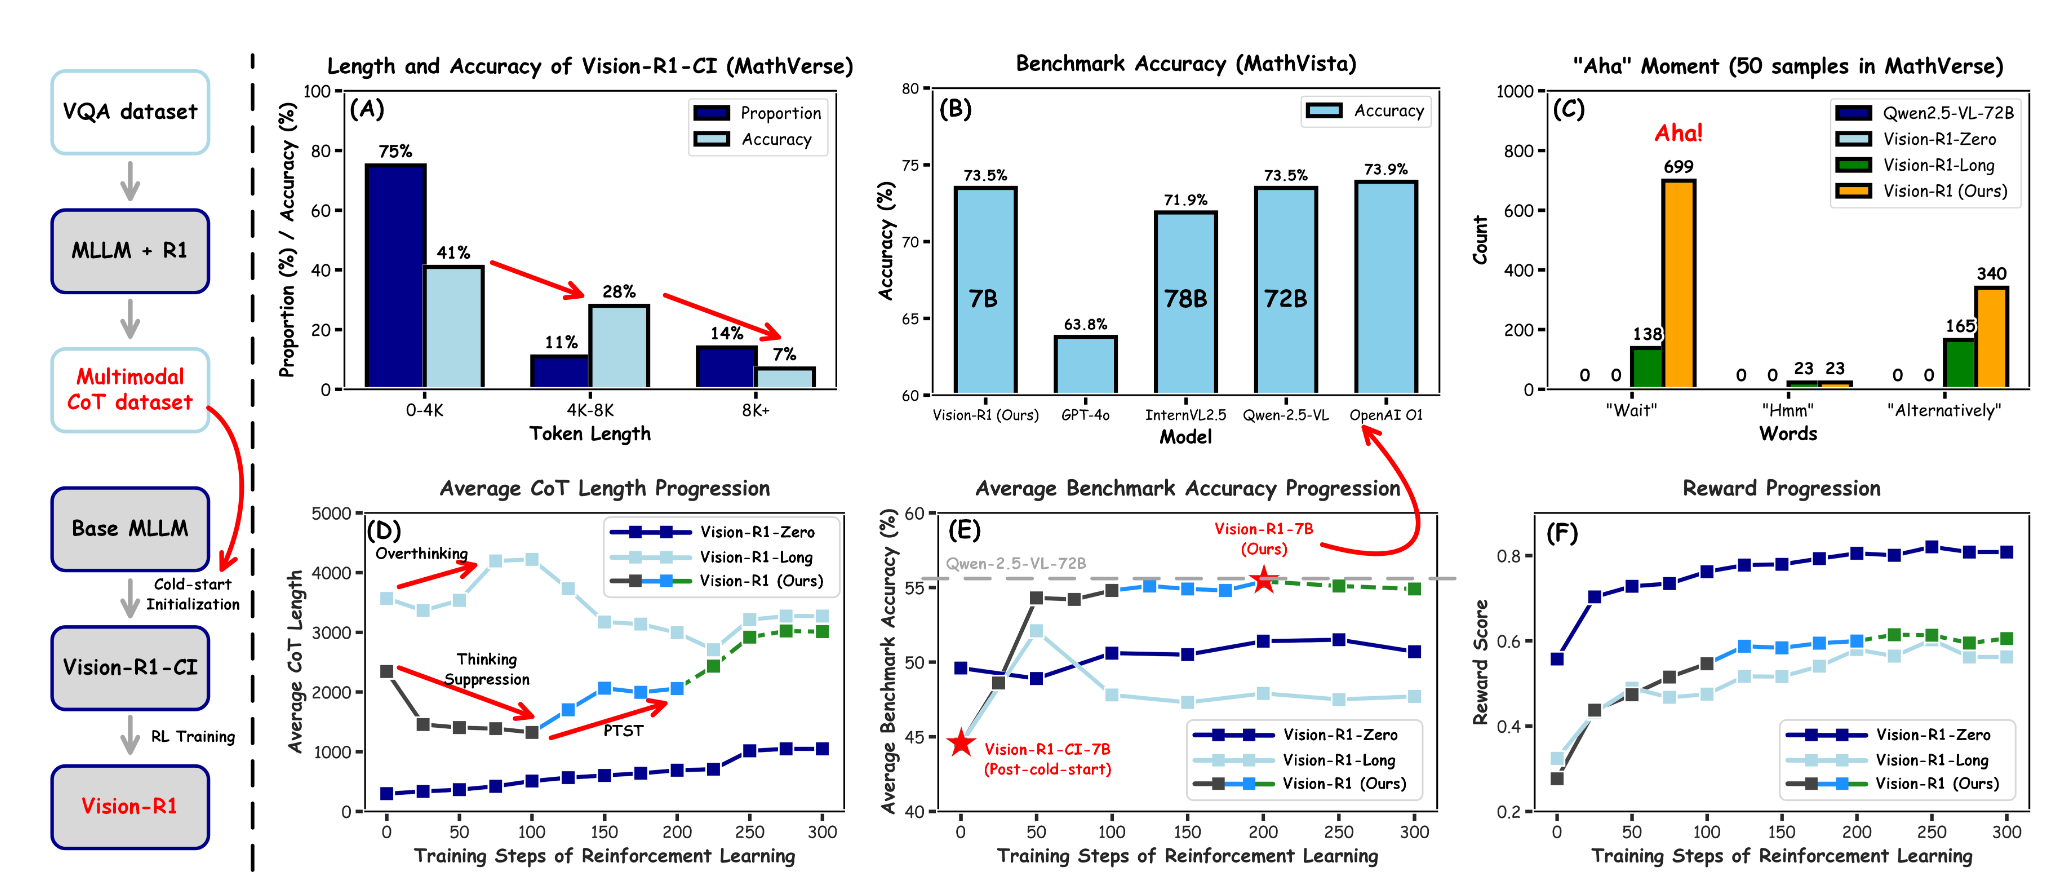 VQA dataset
MLLM + R1
Multimodal
CoT dataset
Base MLLM
Cold-start
Initialization
Vision-R1-CI
RL Training
Vision-R1
Length and Accuracy of Vision-R1-CI (MathVerse)
(A)
Proportion
Accuracy
Proportion (%) / Accuracy (%)
100
80
60
40
20
0
75%
41%
11%
28%
14%
7%
0-4K
4K-8K
8K+
Token Length
Benchmark Accuracy (MathVista)
(B)
Accuracy
Accuracy (%)
80
75
70
65
60
73.5%
63.8%
71.9%
73.5%
73.9%
7B
78B
72B
Vision-R1 (Ours)
GPT-4o
InternVL2.5
Qwen-2.5-VL
OpenAI O1
Model
"Aha" Moment (50 samples in MathVerse)
(C)
Qwen2.5-VL-72B
Vision-R1-Zero
Vision-R1-Long
Vision-R1 (Ours)
Aha!
Count
1000
800
600
400
200
0
0
0
138
699
0
0
23
23
0
0
165
340
"Wait"
"Hmm"
"Alternatively"
Words
Average CoT Length Progression
(D)
Overthinking
Thinking
Suppression
PTST
Vision-R1-Zero
Vision-R1-Long
Vision-R1 (Ours)
Average CoT Length
5000
4000
3000
2000
1000
0
0
50
100
150
200
250
300
Training Steps of Reinforcement Learning
Average Benchmark Accuracy Progression
(E)
Vision-R1-7B
(Ours)
Qwen-2.5-VL-72B
Vision-R1-CI-7B
(Post-cold-start)
Vision-R1-Zero
Vision-R1-Long
Vision-R1 (Ours)
Average Benchmark Accuracy (%)
60
55
50
45
40
0
50
100
150
200
250
300
Training Steps of Reinforcement Learning
Reward Progression
(F)
Vision-R1-Zero
Vision-R1-Long
Vision-R1 (Ours)
Reward Score
0.8
0.6
0.4
0.2
0
50
100
150
200
250
300
Training Steps of Reinforcement Learning